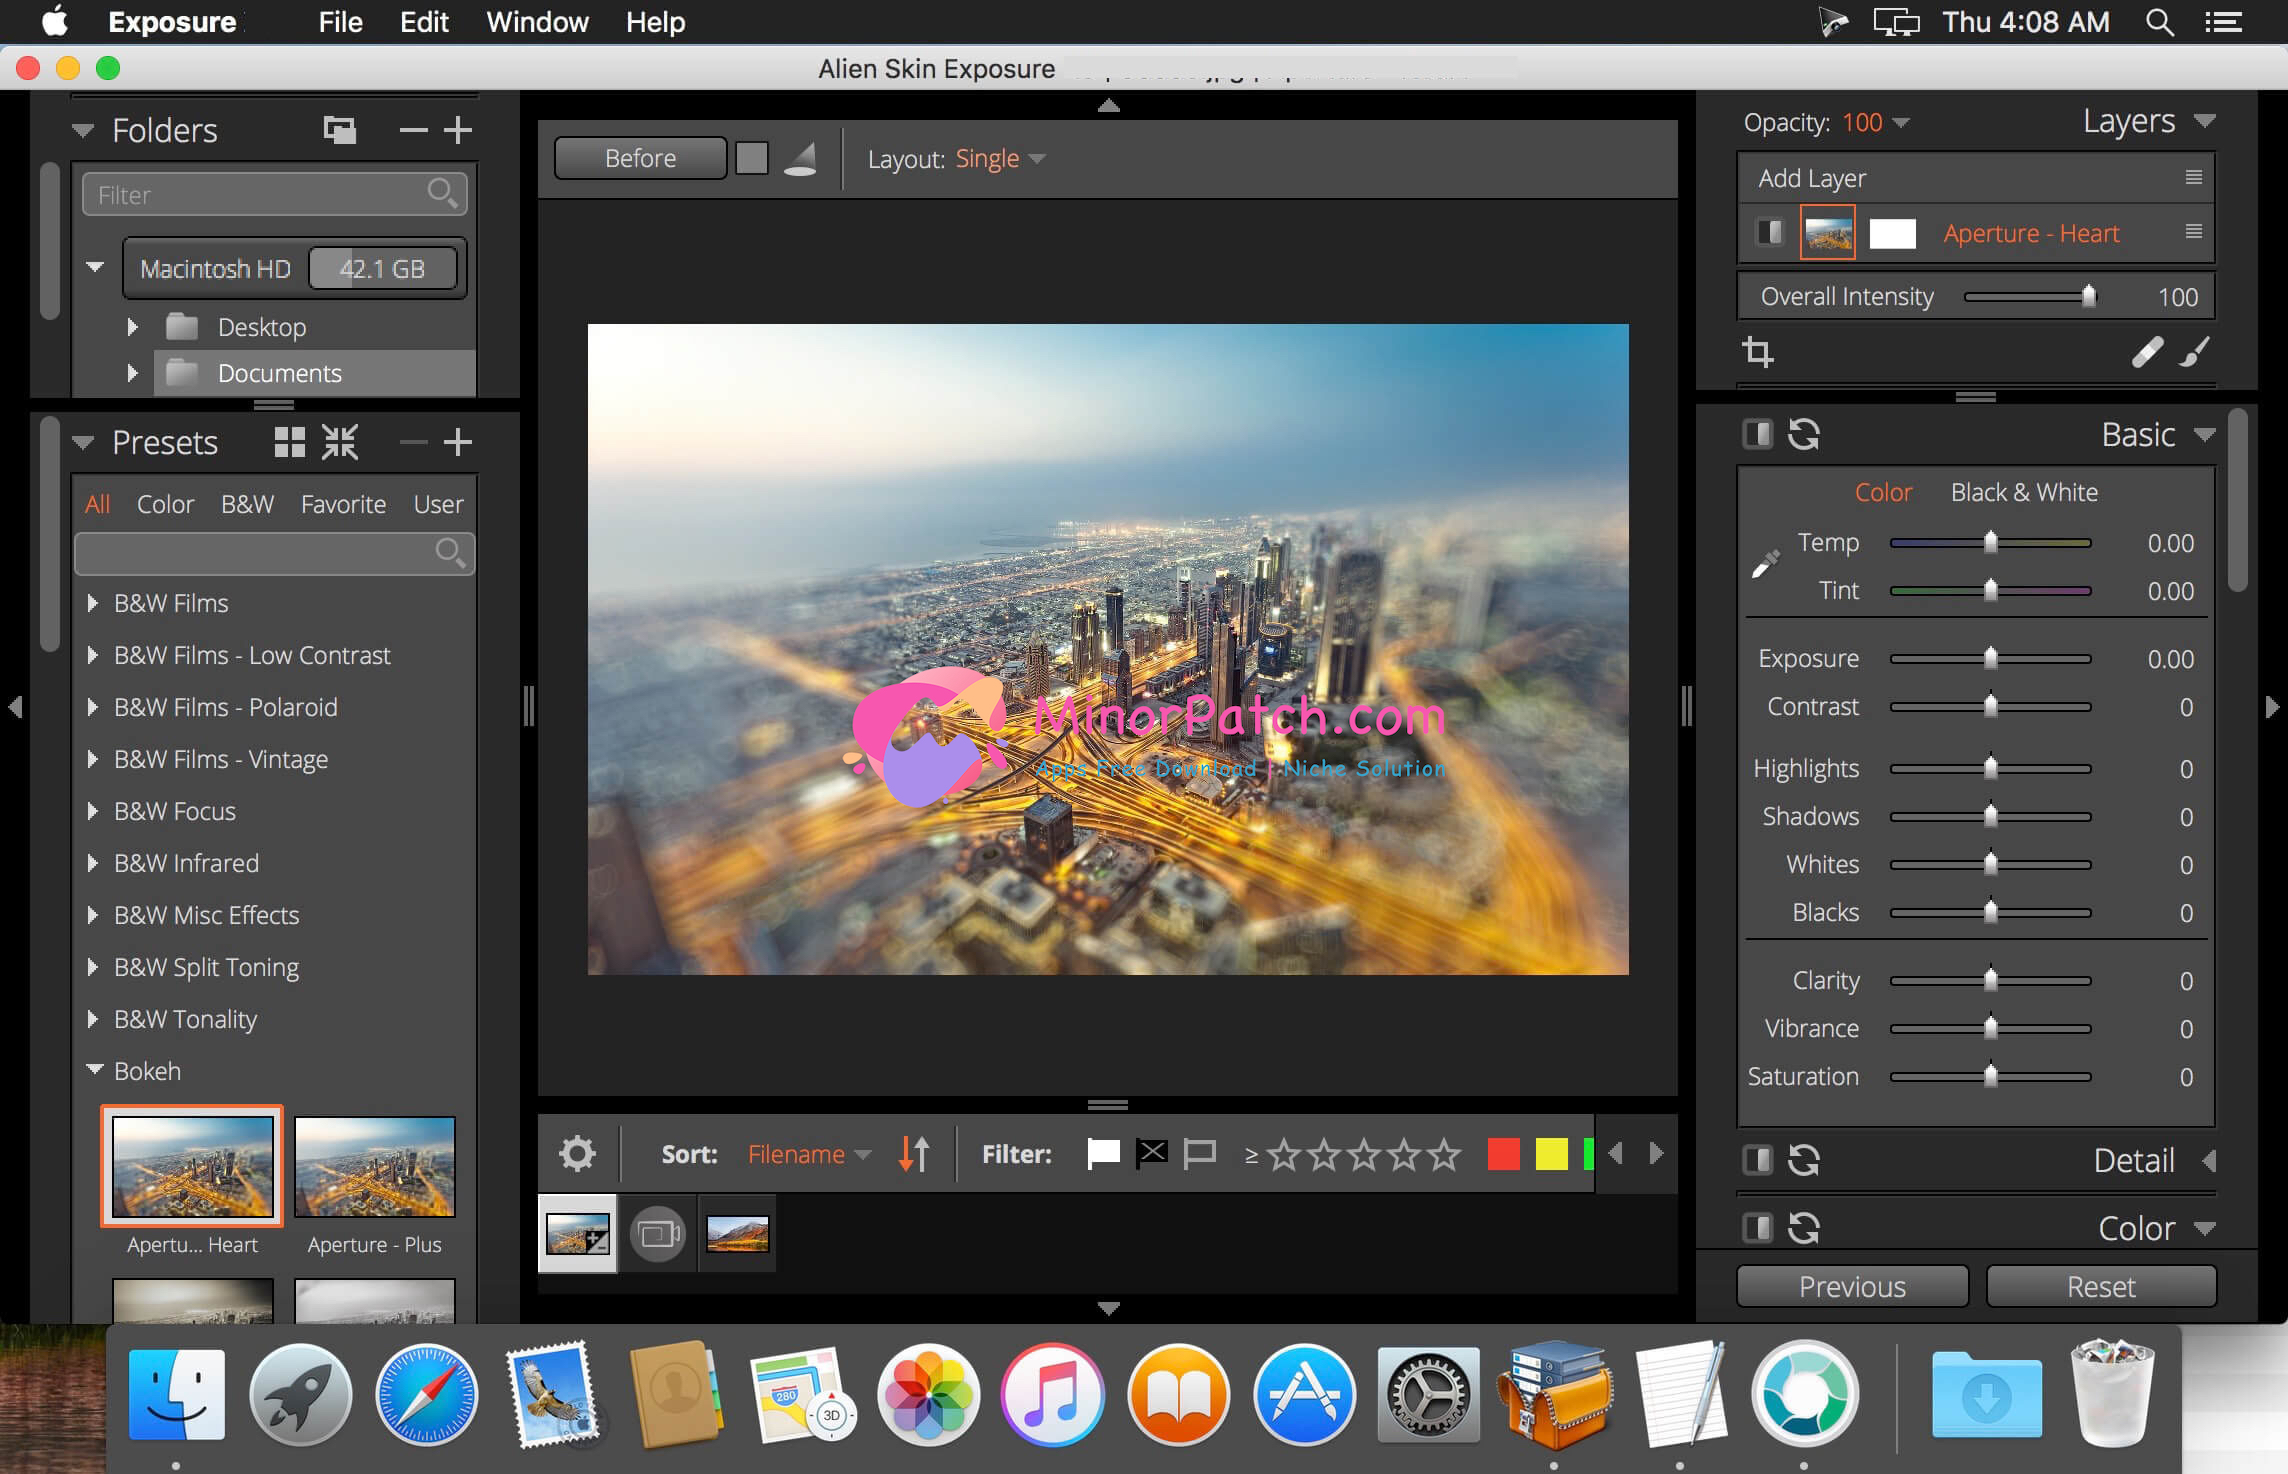 Exposure File Edit Window Help Thu 4:08 AM
Alien Skin Exposure
Folders
Filter
Macintosh HD 42.1 GB
Desktop
Documents
Presets
All Color B&W Favorite User
B&W Films
B&W Films - Low Contrast
B&W Films - Polaroid
B&W Films - Vintage
B&W Focus
B&W Infrared
B&W Misc Effects
B&W Split Toning
B&W Tonality
Bokeh
Apertu... Heart Aperture - Plus
Before Layout: Single
MinorPatch.com
Apps Free Download | Niche Solution
Sort: Filename Filter: ≥
Opacity: 100 Layers
Add Layer
Aperture - Heart
Overall Intensity 100
Basic
Color Black & White
Temp 0.00
Tint 0.00
Exposure 0.00
Contrast 0
Highlights 0
Shadows 0
Whites 0
Blacks 0
Clarity 0
Vibrance 0
Saturation 0
Detail
Color
Previous Reset
280
3D